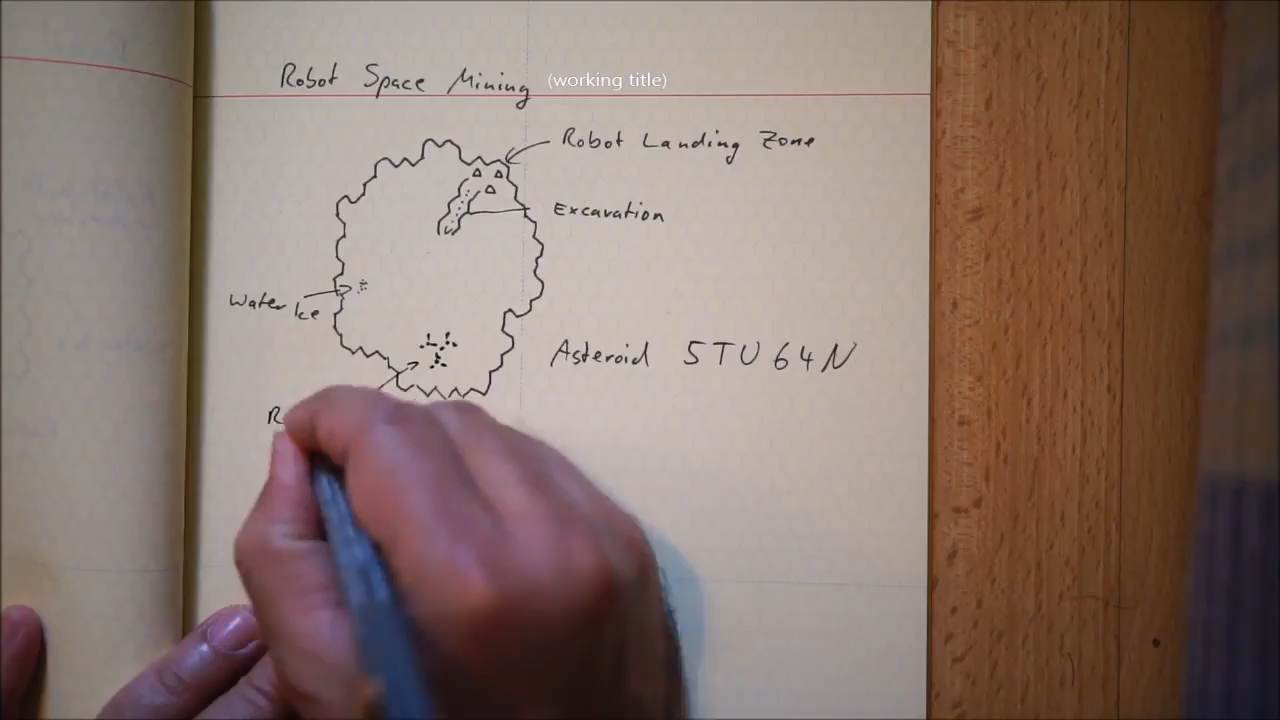 Robot Space Mining (working title)
Robot Landing Zone
Excavation
Water Ice
Asteroid 5TU64N
R